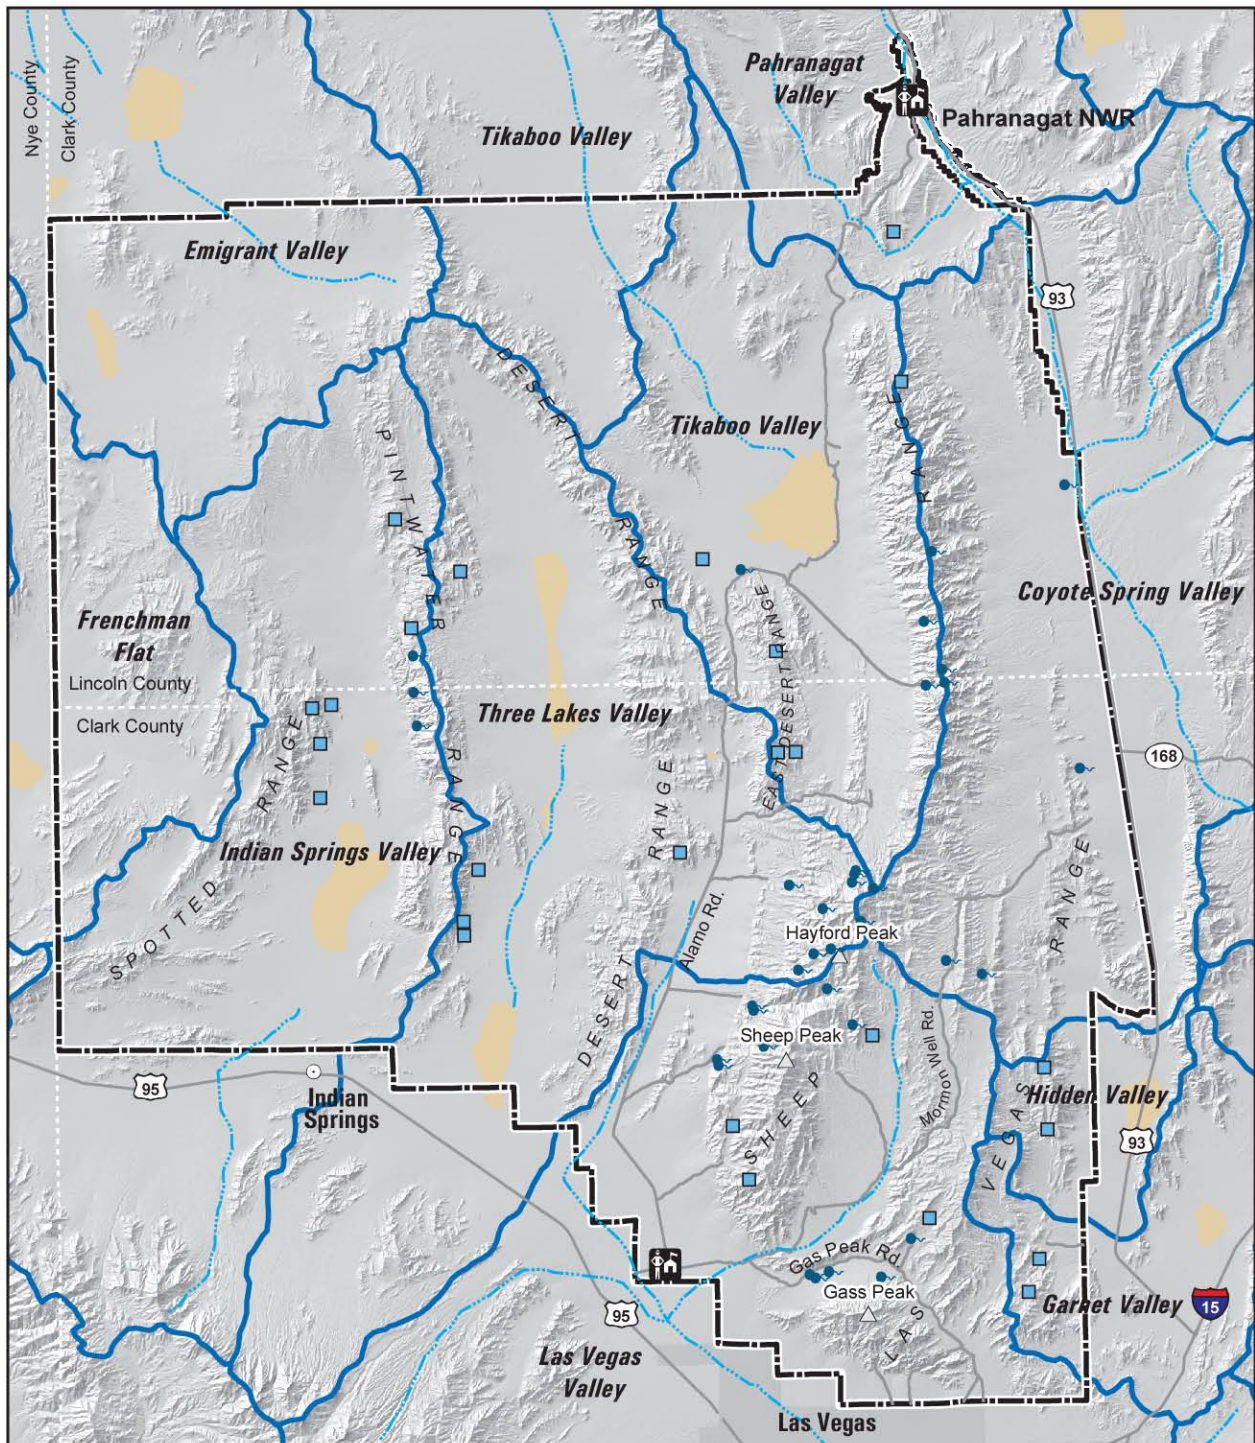 Nye County
Clark County
Pahranagat
Valley
Pahranagat NWR
Tikaboo Valley
Emigrant Valley
93
DESERT
RANGE
PINTWATER
RANGE
Tikaboo Valley
RANGE
Coyote Spring Valley
Frenchman
Flat
Lincoln County
Clark County
Three Lakes Valley
EAST DESERT RANGE
168
SPOTTED RANGE
Indian Springs Valley
DESERT RANGE
Alamo Rd.
Hayford Peak
Sheep Peak
SHEEP
Mormon Well Rd.
RANGE
VEGAS
Hidden Valley
93
95
Indian
Springs
Gas Peak Rd.
Gass Peak
LAS
Garnet Valley
15
95
Las Vegas
Valley
Las Vegas